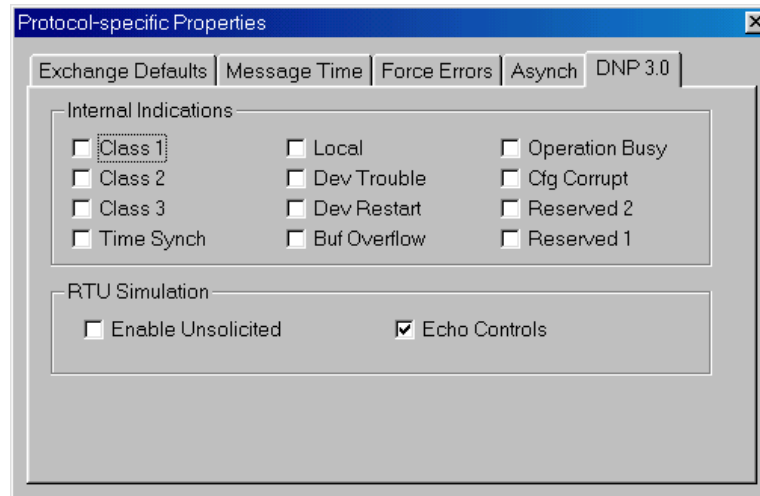 Protocol-specific Properties
Exchange Defaults Message Time Force Errors Asynch DNP 3.0
Internal Indications
Class 1 Local Operation Busy
Class 2 Dev Trouble Cfg Corrupt
Class 3 Dev Restart Reserved 2
Time Synch Buf Overflow Reserved 1
RTU Simulation
Enable Unsolicited Echo Controls